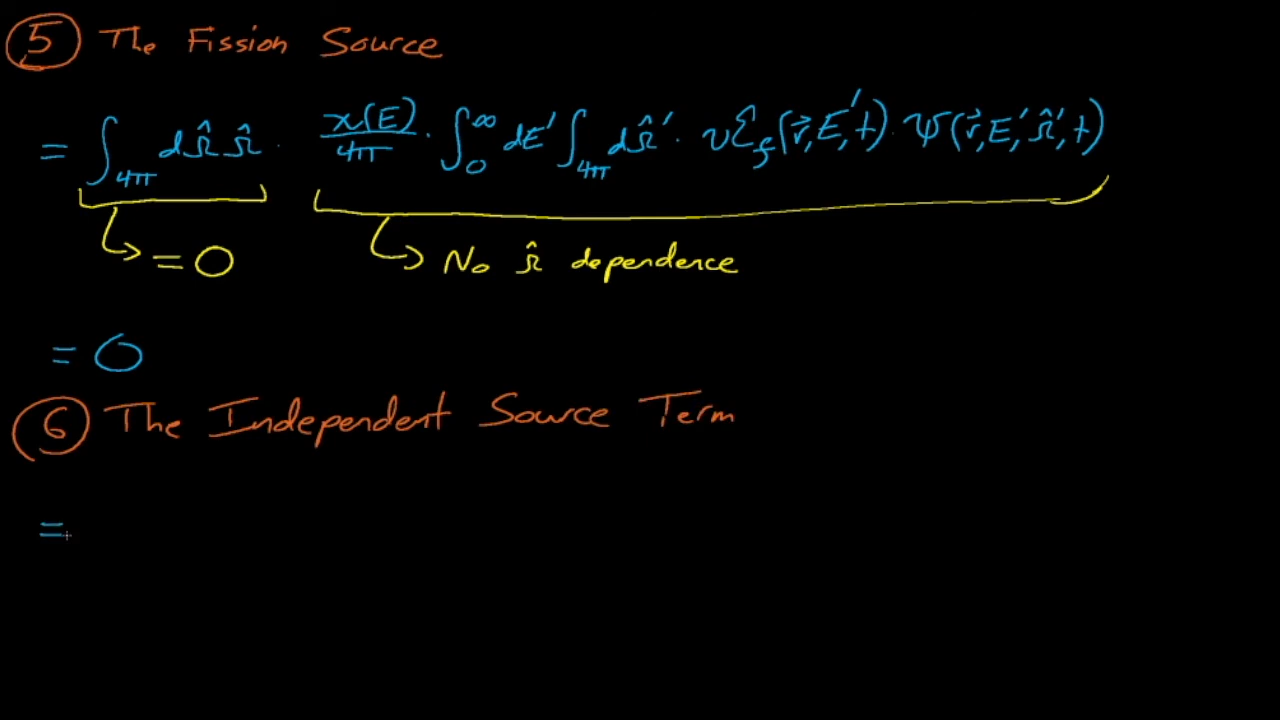 ⑤ The Fission Source
= ∫_{4π} dΩ̂ Ω̂ · χ(E)/4π · ∫_0^∞ dE′ ∫_{4π} dΩ̂′ · νΣ_f(r⃗, E′, t) · Ψ(r⃗, E′, Ω̂′, t)
↳ = 0 ↳ No Ω̂ dependence
= 0
⑥ The Independent Source Term
=